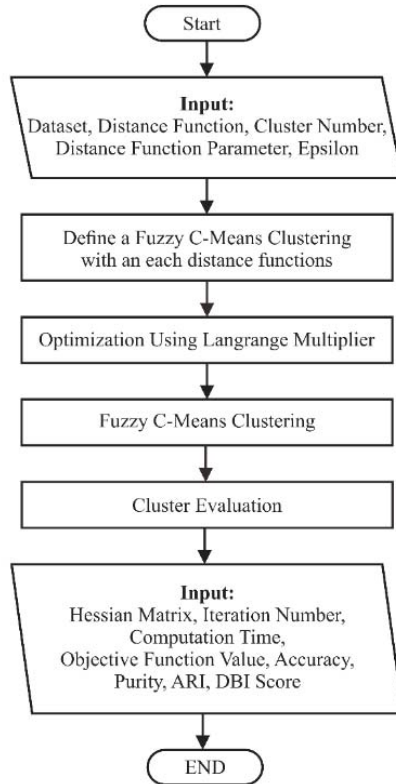 Start
Input:
Dataset, Distance Function, Cluster Number,
Distance Function Parameter, Epsilon
Define a Fuzzy C-Means Clustering
with an each distance functions
Optimization Using Langrange Multiplier
Fuzzy C-Means Clustering
Cluster Evaluation
Input:
Hessian Matrix, Iteration Number,
Computation Time,
Objective Function Value, Accuracy,
Purity, ARI, DBI Score
END